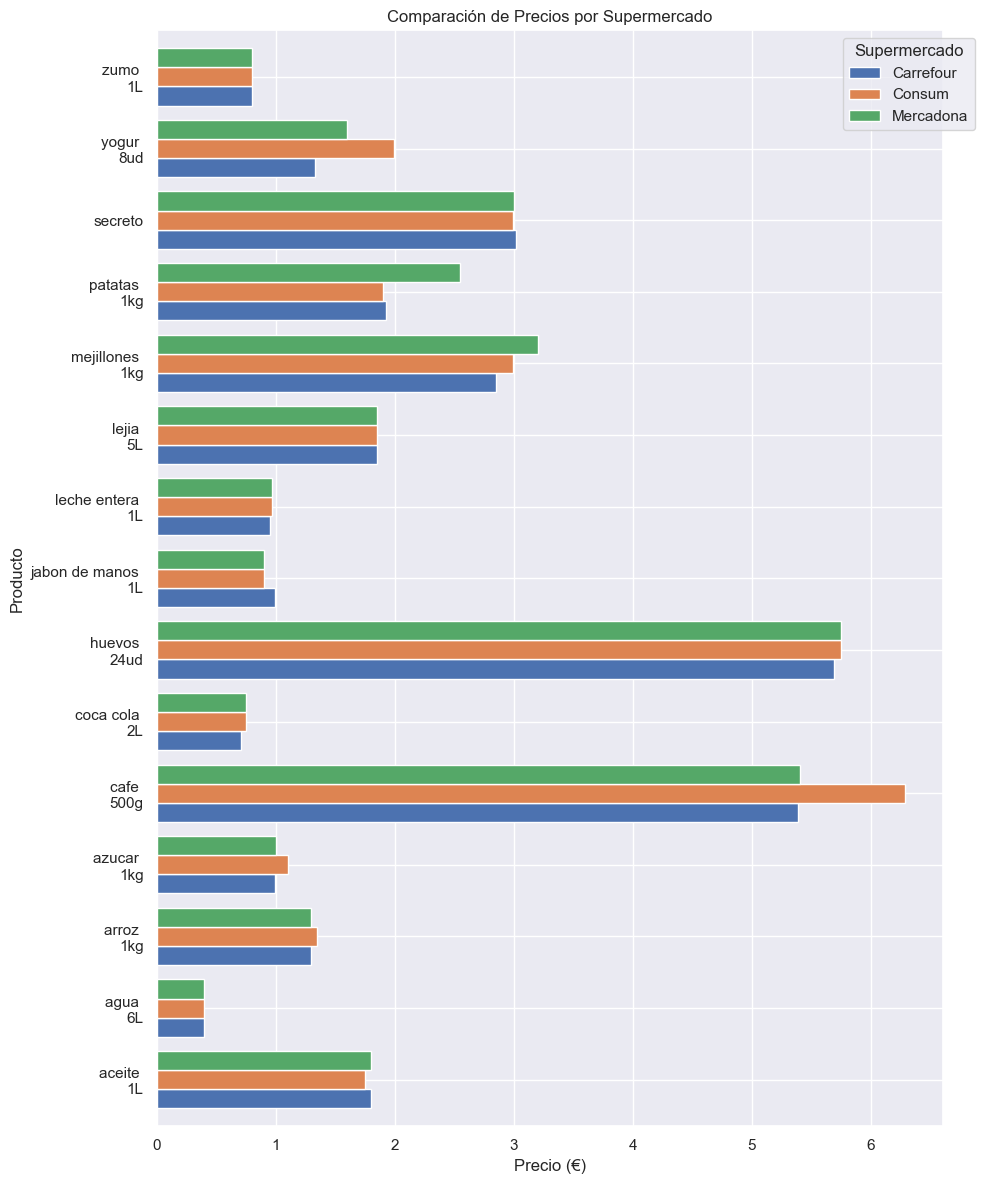 Comparación de Precios por Supermercado
Supermercado
Carrefour
Consum
Mercadona
Producto
zumo
1L
yogur
8ud
secreto
patatas
1kg
mejillones
1kg
lejia
5L
leche entera
1L
jabon de manos
1L
huevos
24ud
coca cola
2L
cafe
500g
azucar
1kg
arroz
1kg
agua
6L
aceite
1L
0 1 2 3 4 5 6
Precio (€)